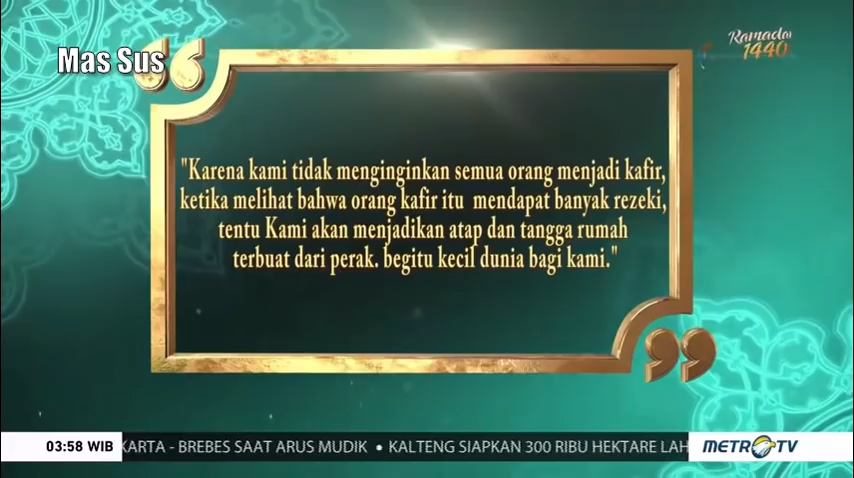 Mas Sus
Ramadan
1440
"Karena kami tidak menginginkan semua orang menjadi kafir,
ketika melihat bahwa orang kafir itu mendapat banyak rezeki,
tentu Kami akan menjadikan atap dan tangga rumah
terbuat dari perak. begitu kecil dunia bagi kami."
03:58 WIB
KARTA - BREBES SAAT ARUS MUDIK • KALTENG SIAPKAN 300 RIBU HEKTARE LAH
METRO TV